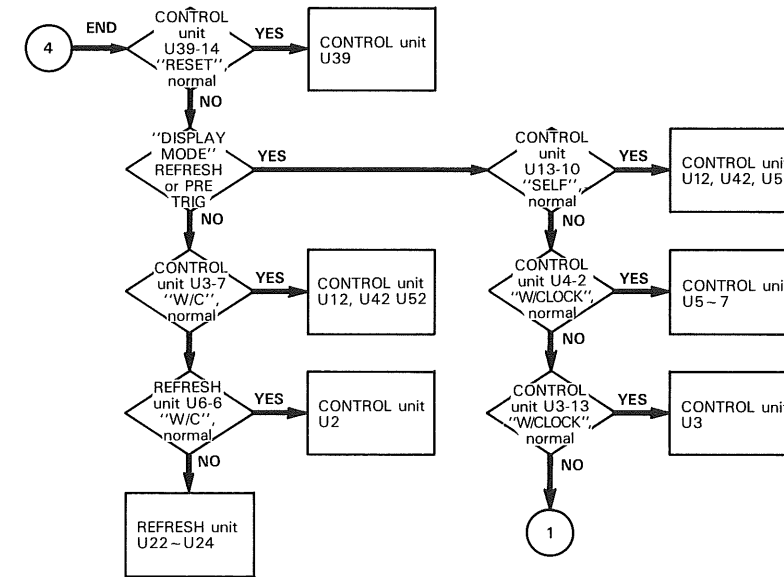 4
END
CONTROL
unit
U39-14
"RESET",
normal
YES
CONTROL unit
U39
NO
"DISPLAY
MODE"
REFRESH
or PRE
TRIG
YES
CONTROL
unit
U13-10
"SELF",
normal
YES
CONTROL uni
U12, U42, U5
NO
NO
CONTROL
unit U3-7
"W/C",
normal
YES
CONTROL unit
U12, U42 U52
CONTROL
unit
U4-2
"W/CLOCK",
normal
YES
CONTROL uni
U5~7
NO
REFRESH
unit U6-6
"W/C",
normal
YES
CONTROL unit
U2
CONTROL
unit U3-13
"W/CLOCK",
normal
YES
CONTROL uni
U3
NO
NO
REFRESH unit
U22~U24
1